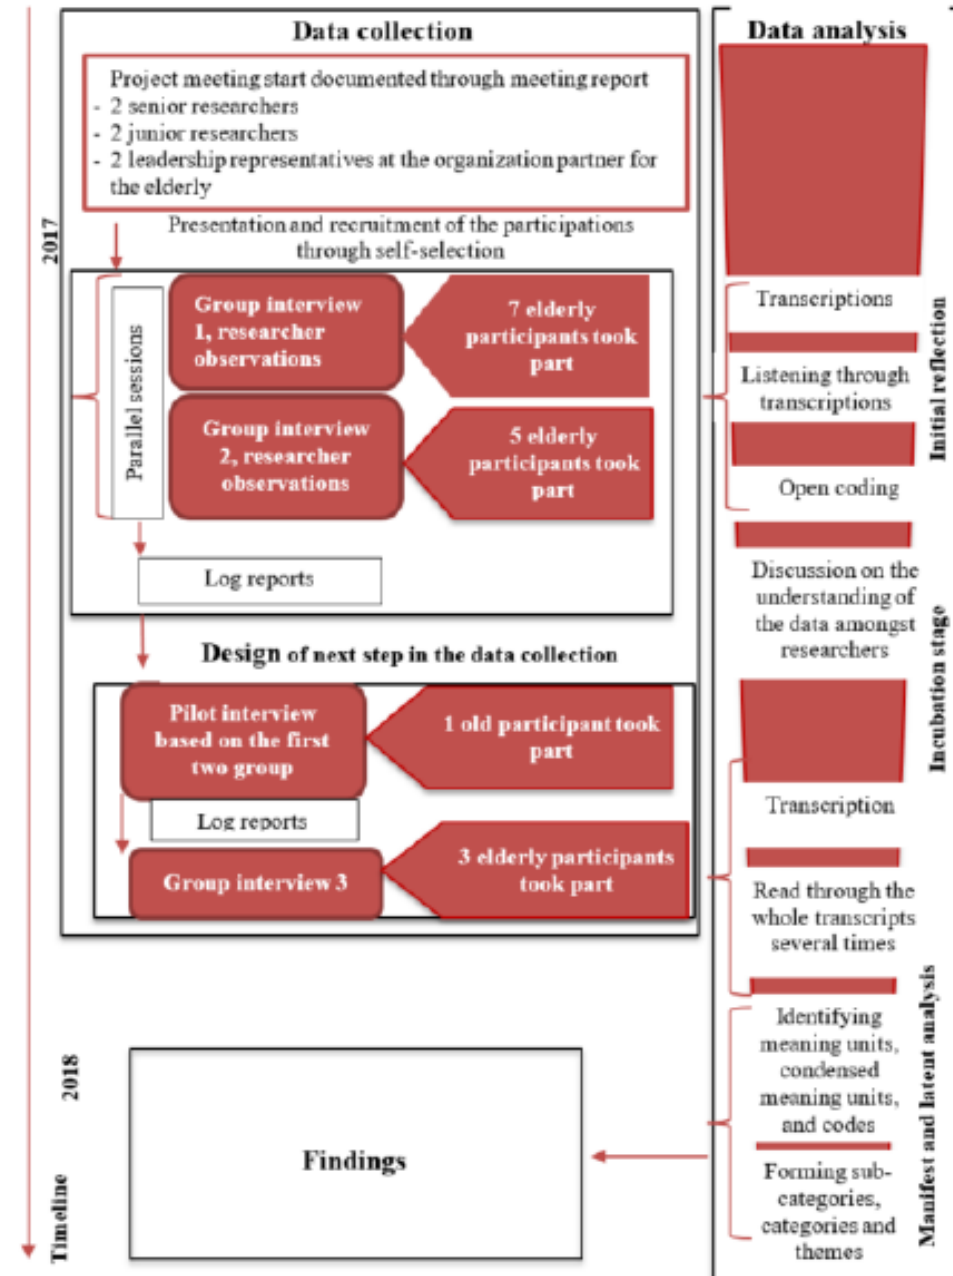 Data collection
Project meeting start documented through meeting report
- 2 senior researchers
- 2 junior researchers
- 2 leadership representatives at the organization partner for
the elderly
2017
Presentation and recruitment of the participations
through self-selection
Parallel sessions
Group interview
1, researcher
observations
7 elderly
participants took
part
Group interview
2, researcher
observations
5 elderly
participants took
part
Log reports
Design of next step in the data collection
Pilot interview
based on the first
two group
1 old participant took
part
Log reports
Group interview 3
3 elderly participants
took part
2018
Findings
Timeline
Data analysis
Transcriptions
Listening through
transcriptions
Open coding
Initial reflection
Discussion on the
understanding of
the data amongst
researchers
Incubation stage
Transcription
Read through the
whole transcripts
several times
Identifying
meaning units,
condensed
meaning units,
and codes
Forming sub-
categories,
categories and
themes
Manifest and latent analysis